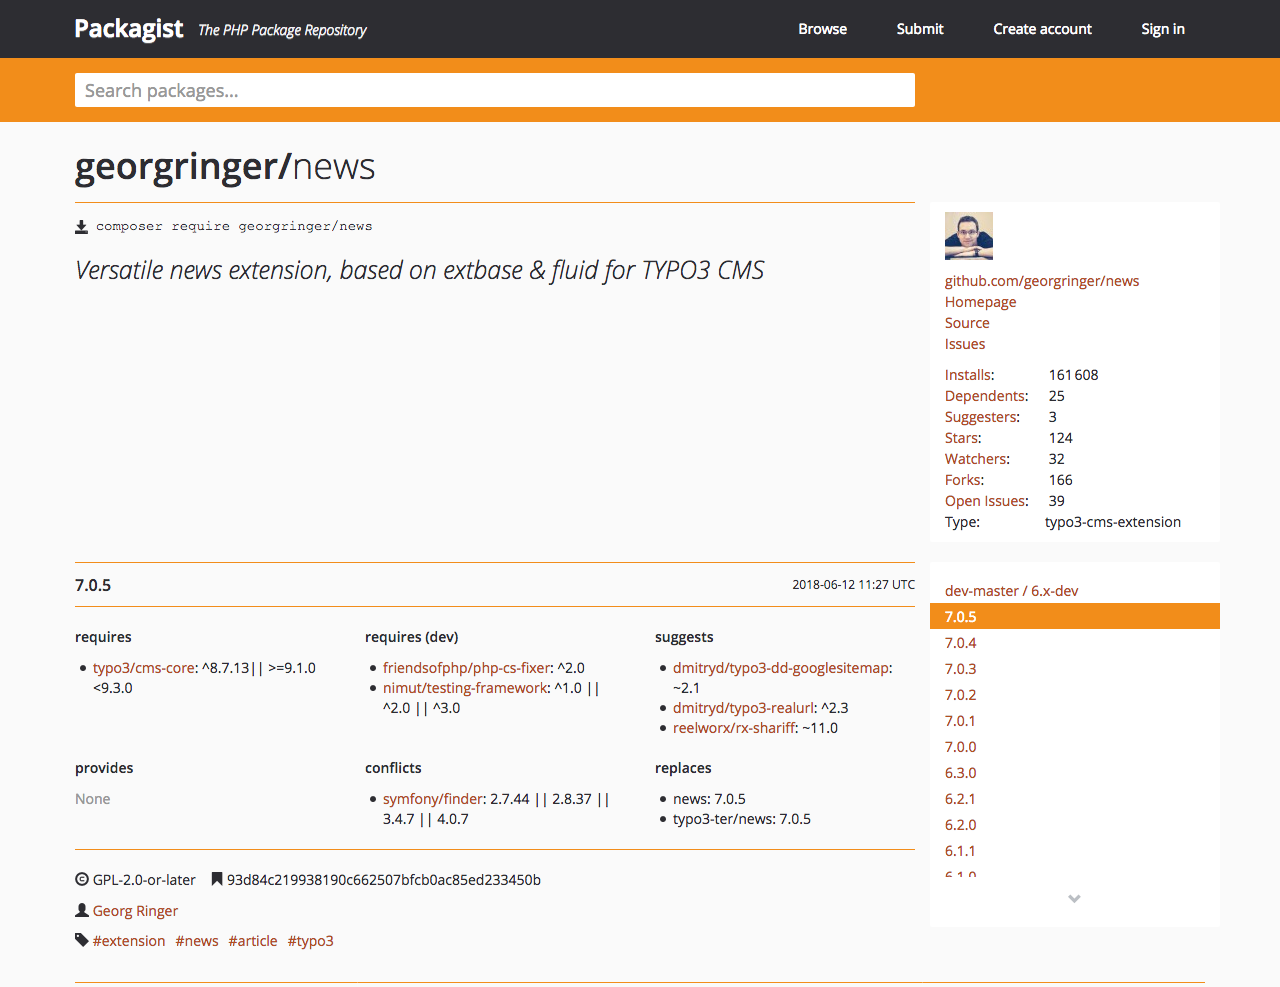 Packagist The PHP Package Repository Browse Submit Create account Sign in
Search packages...
georgringer/news
composer require georgringer/news
Versatile news extension, based on extbase & fluid for TYPO3 CMS
github.com/georgringer/news
Homepage
Source
Issues
Installs: 161 608
Dependents: 25
Suggesters: 3
Stars: 124
Watchers: 32
Forks: 166
Open Issues: 39
Type: typo3-cms-extension
7.0.5 2018-06-12 11:27 UTC
requires
typo3/cms-core: ^8.7.13|| >=9.1.0
<9.3.0
requires (dev)
friendsofphp/php-cs-fixer: ^2.0
nimut/testing-framework: ^1.0 ||
^2.0 || ^3.0
suggests
dmitryd/typo3-dd-googlesitemap:
~2.1
dmitryd/typo3-realurl: ^2.3
reelworx/rx-shariff: ~11.0
provides
None
conflicts
symfony/finder: 2.7.44 || 2.8.37 ||
3.4.7 || 4.0.7
replaces
news: 7.0.5
typo3-ter/news: 7.0.5
GPL-2.0-or-later 93d84c219938190c662507bfcb0ac85ed233450b
Georg Ringer
#extension #news #article #typo3
dev-master / 6.x-dev
7.0.5
7.0.4
7.0.3
7.0.2
7.0.1
7.0.0
6.3.0
6.2.1
6.2.0
6.1.1
6.1.0